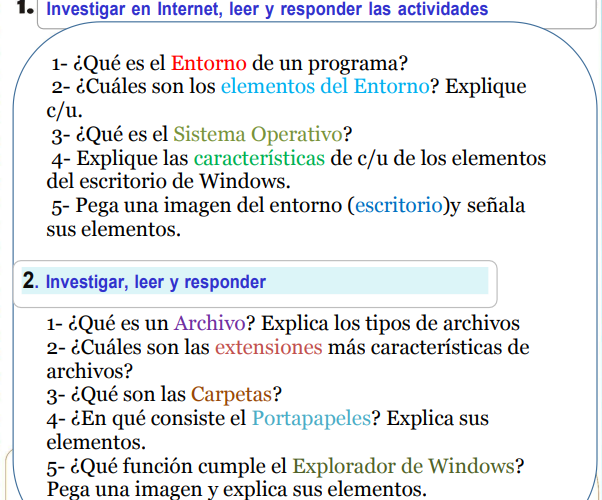 1. Investigar en Internet, leer y responder las actividades
1- ¿Qué es el Entorno de un programa?
2- ¿Cuáles son los elementos del Entorno? Explique
c/u.
3- ¿Qué es el Sistema Operativo?
4- Explique las características de c/u de los elementos
del escritorio de Windows.
5- Pega una imagen del entorno (escritorio)y señala
sus elementos.
2. Investigar, leer y responder
1- ¿Qué es un Archivo? Explica los tipos de archivos
2- ¿Cuáles son las extensiones más características de
archivos?
3- ¿Qué son las Carpetas?
4- ¿En qué consiste el Portapapeles? Explica sus
elementos.
5- ¿Qué función cumple el Explorador de Windows?
Pega una imagen y explica sus elementos.